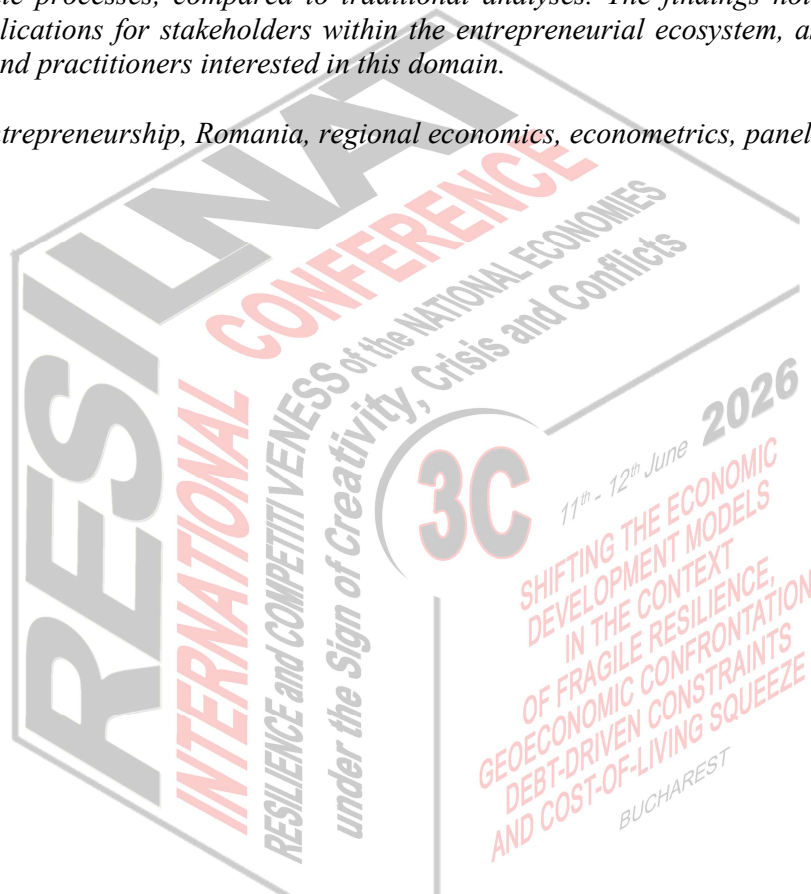 ne processes, compared to traditional analyses. The findings not
lications for stakeholders within the entrepreneurial ecosystem, a
nd practitioners interested in this domain.
ntrepreneurship, Romania, regional economics, econometrics, panel
RESILNAT
INTERNATIONAL CONFERENCE
RESILIENCE and COMPETITIVENESS of the NATIONAL ECONOMIES
under the Sign of Creativity, Crisis and Conflicts
3C
11th - 12th June 2026
SHIFTING THE ECONOMIC
DEVELOPMENT MODELS
IN THE CONTEXT
OF FRAGILE RESILIENCE,
GEOECONOMIC CONFRONTATION
DEBT-DRIVEN CONSTRAINTS
AND COST-OF-LIVING SQUEEZE
BUCHAREST